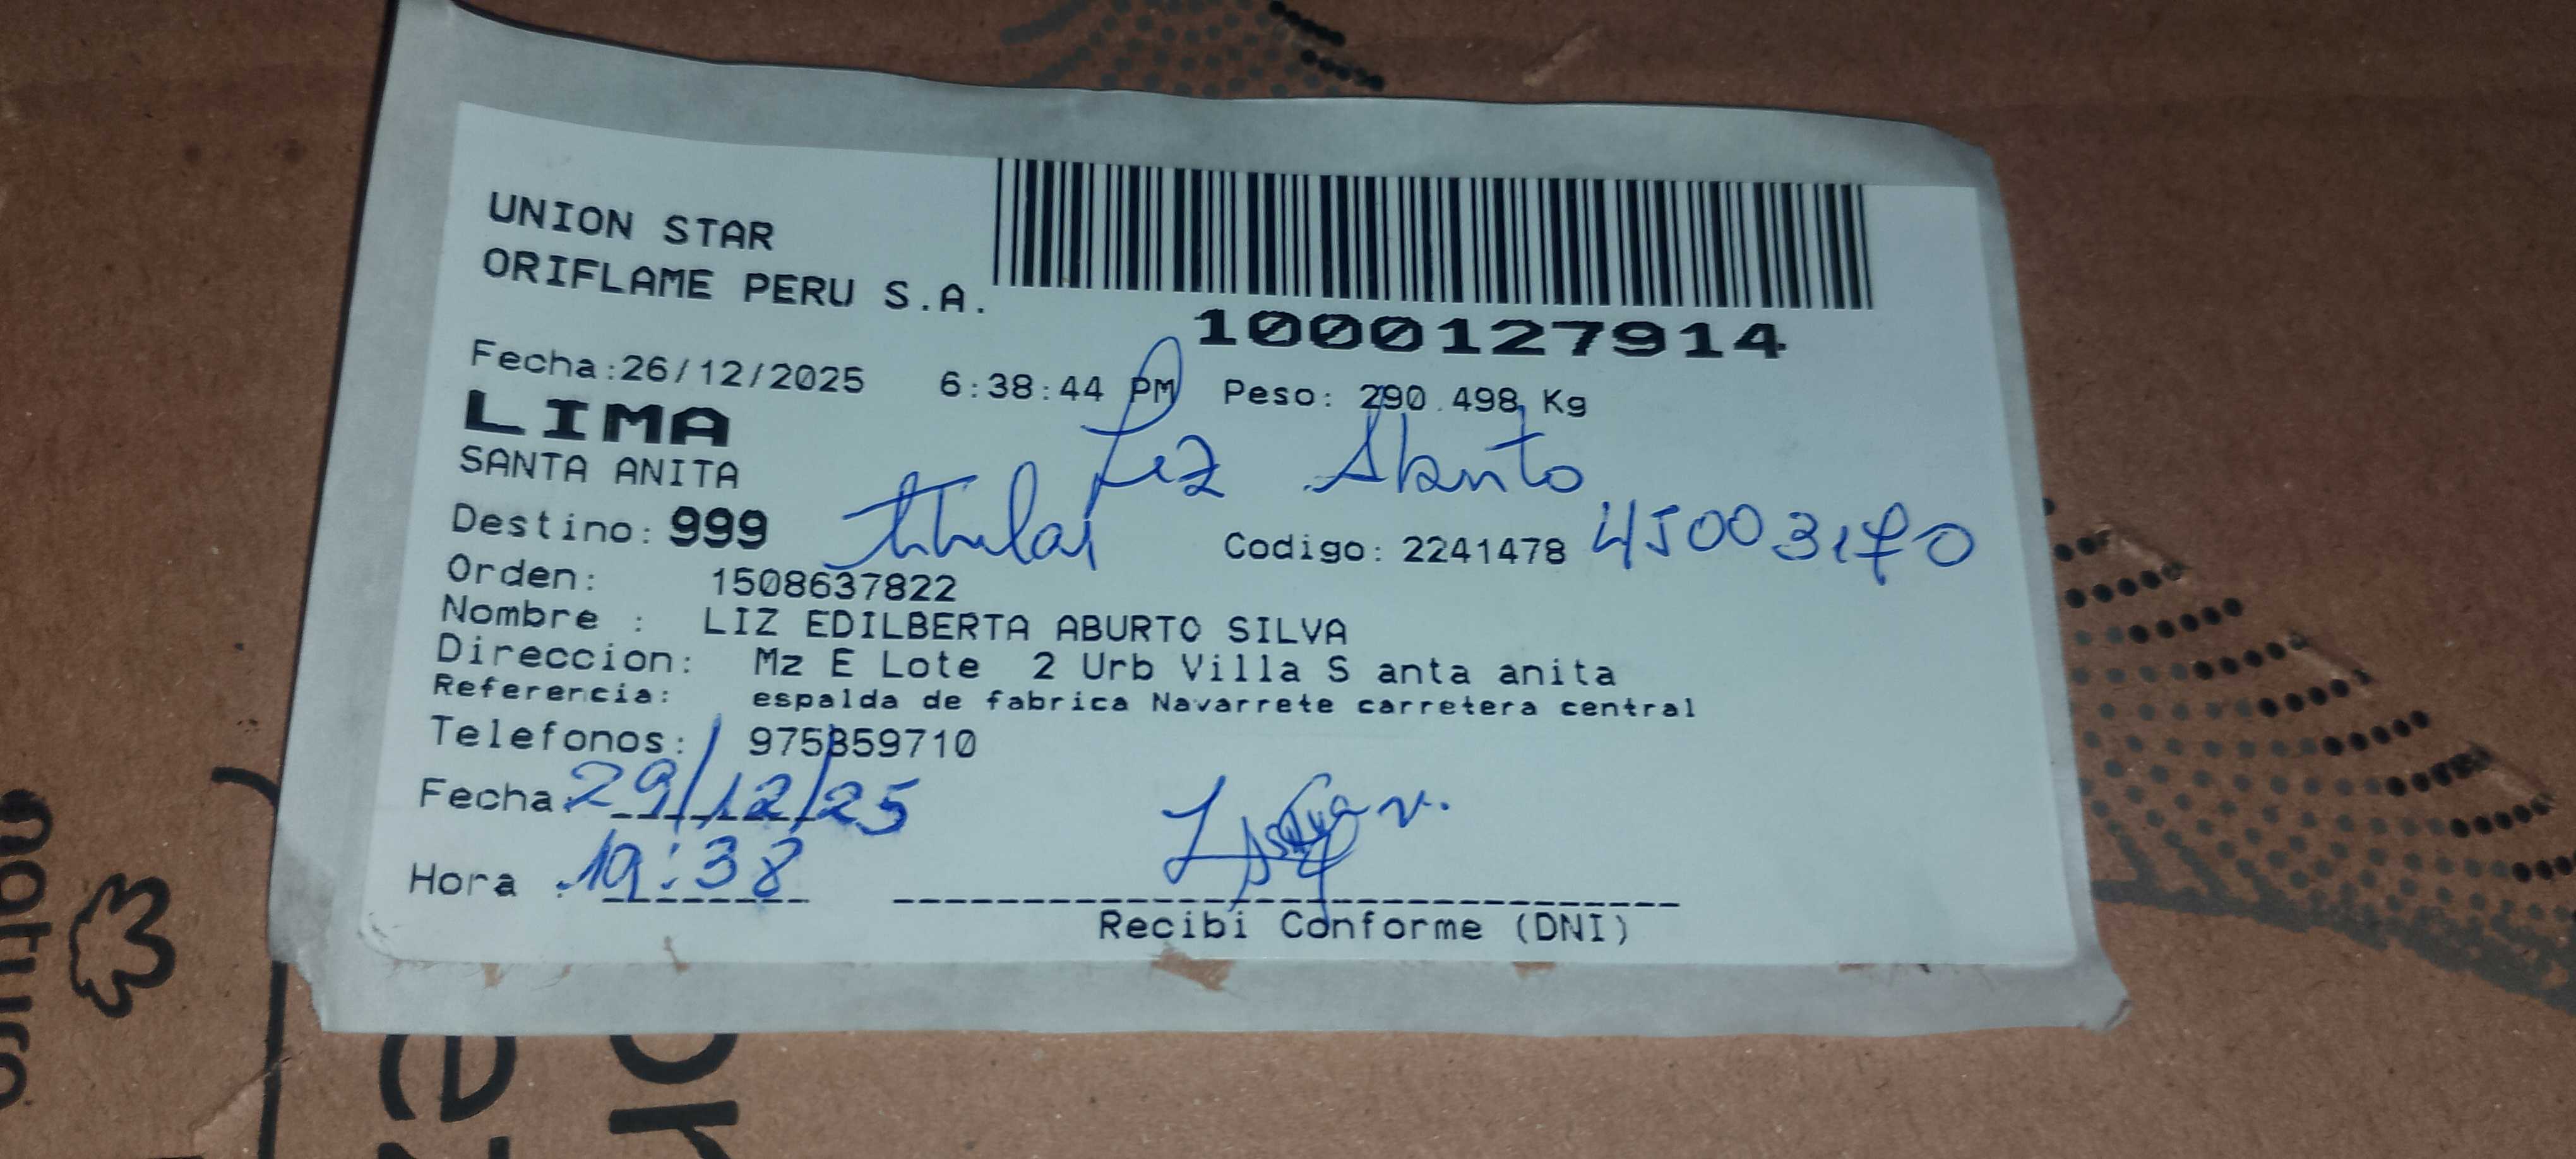 UNION STAR
ORIFLAME PERU S.A.
1000127914
Fecha:26/12/2025 6:38:44 PM Peso: 290.498 Kg
LIMA
SANTA ANITA
Liz Aburto
Destino: 999 titular Codigo: 2241478 45003170
Orden: 1508637822
Nombre : LIZ EDILBERTA ABURTO SILVA
Direccion: Mz E Lote 2 Urb Villa S anta anita
Referencia: espalda de fabrica Navarrete carretera central
Telefonos: 975859710
Fecha 29/12/25
Hora 19:38
Recibi Conforme (DNI)
natura